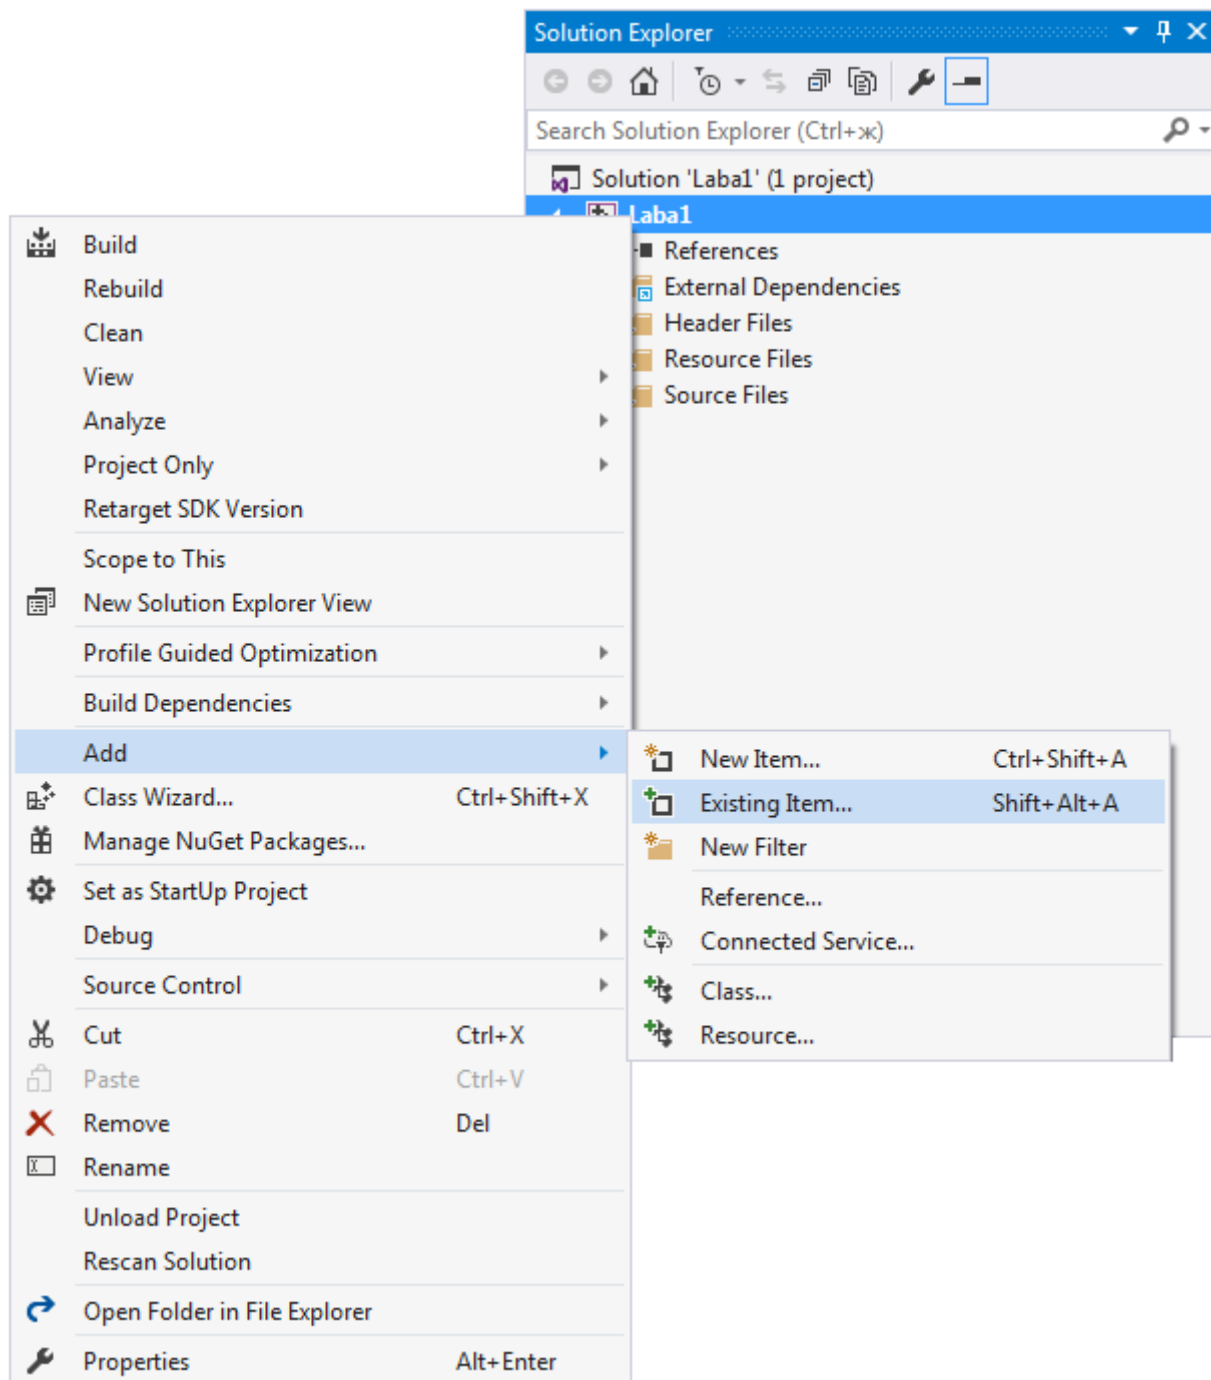 Solution Explorer
Search Solution Explorer (Ctrl+ж)
Solution 'Laba1' (1 project)
Laba1
References
External Dependencies
Header Files
Resource Files
Source Files
Build
Rebuild
Clean
View
Analyze
Project Only
Retarget SDK Version
Scope to This
New Solution Explorer View
Profile Guided Optimization
Build Dependencies
Add
Class Wizard... Ctrl+Shift+X
Manage NuGet Packages...
Set as StartUp Project
Debug
Source Control
Cut Ctrl+X
Paste Ctrl+V
Remove Del
Rename
Unload Project
Rescan Solution
Open Folder in File Explorer
Properties Alt+Enter
New Item... Ctrl+Shift+A
Existing Item... Shift+Alt+A
New Filter
Reference...
Connected Service...
Class...
Resource...